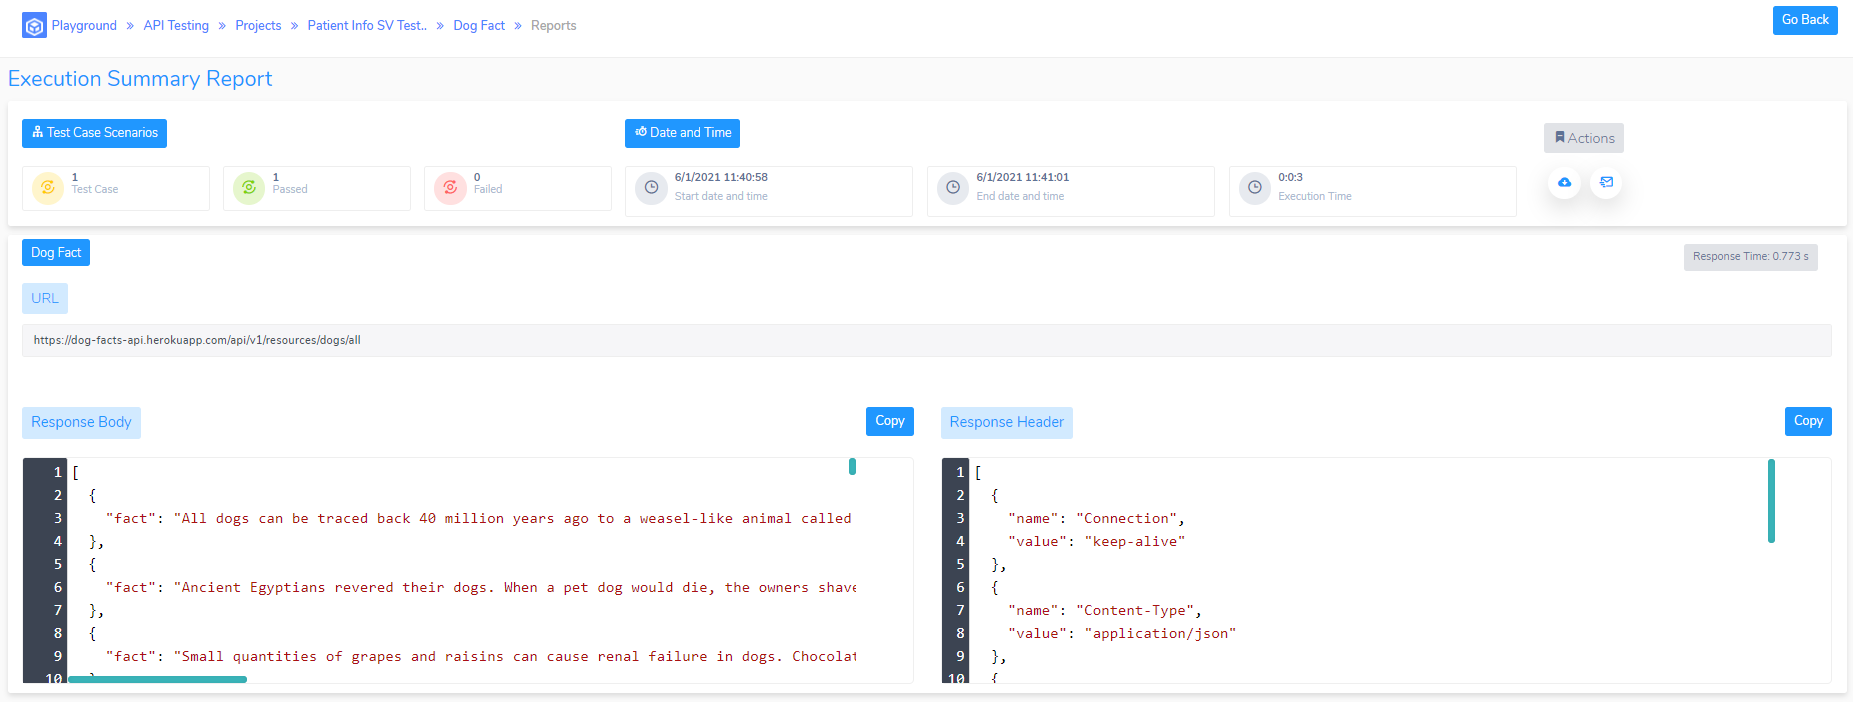 Playground » API Testing » Projects » Patient Info SV Test.. » Dog Fact » Reports
Go Back
Execution Summary Report
Test Case Scenarios
Date and Time
Actions
1
Test Case
1
Passed
0
Failed
6/1/2021 11:40:58
Start date and time
6/1/2021 11:41:01
End date and time
0:0:3
Execution Time
Dog Fact
Response Time: 0.773 s
URL
https://dog-facts-api.herokuapp.com/api/v1/resources/dogs/all
Response Body
Copy
1 [
2 {
3 "fact": "All dogs can be traced back 40 million years ago to a weasel-like animal called
4 },
5 {
6 "fact": "Ancient Egyptians revered their dogs. When a pet dog would die, the owners shave
7 },
8 {
9 "fact": "Small quantities of grapes and raisins can cause renal failure in dogs. Chocolat
10 }
Response Header
Copy
1 [
2 {
3 "name": "Connection",
4 "value": "keep-alive"
5 },
6 {
7 "name": "Content-Type",
8 "value": "application/json"
9 },
10 {